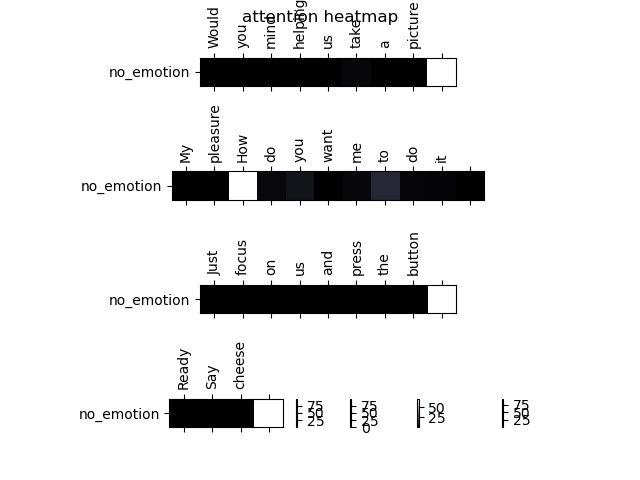 attention heatmap
Would you mind helping us take a picture
no_emotion
My pleasure How do you want me to do it
no_emotion
Just focus on us and press the button
no_emotion
Ready Say cheese
no_emotion
75 50 25
75 50 25 0
50 25
75 50 25